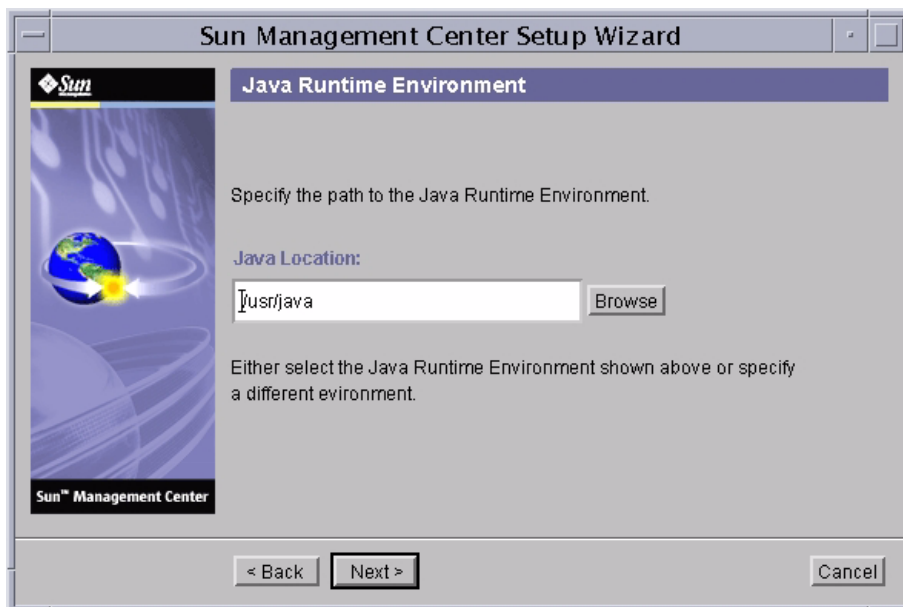 Sun Management Center Setup Wizard
Sun
Java Runtime Environment
Specify the path to the Java Runtime Environment.
Java Location:
/usr/java
Browse
Either select the Java Runtime Environment shown above or specify
a different evironment.
Sun™ Management Center
< Back
Next >
Cancel